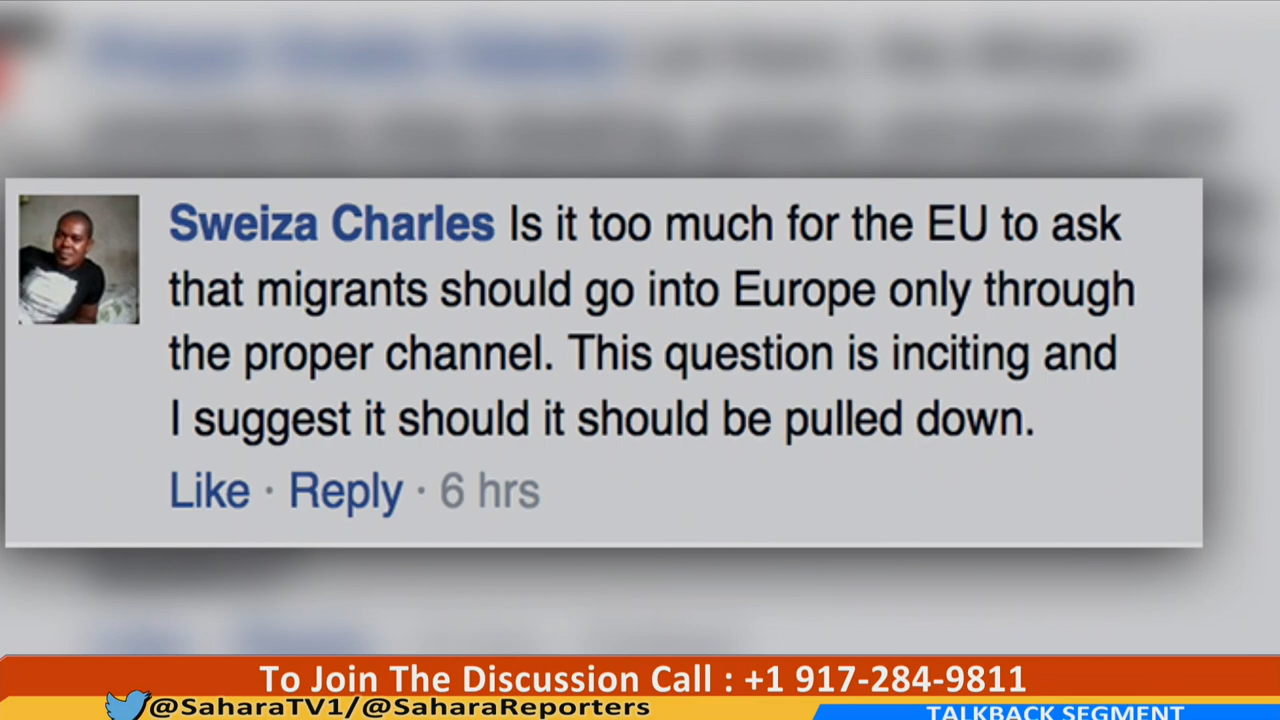 Sweiza Charles Is it too much for the EU to ask
that migrants should go into Europe only through
the proper channel. This question is inciting and
I suggest it should it should be pulled down.
Like · Reply · 6 hrs
To Join The Discussion Call : +1 917-284-9811
@SaharaTV1/@SaharaReporters
TALKBACK SEGMENT